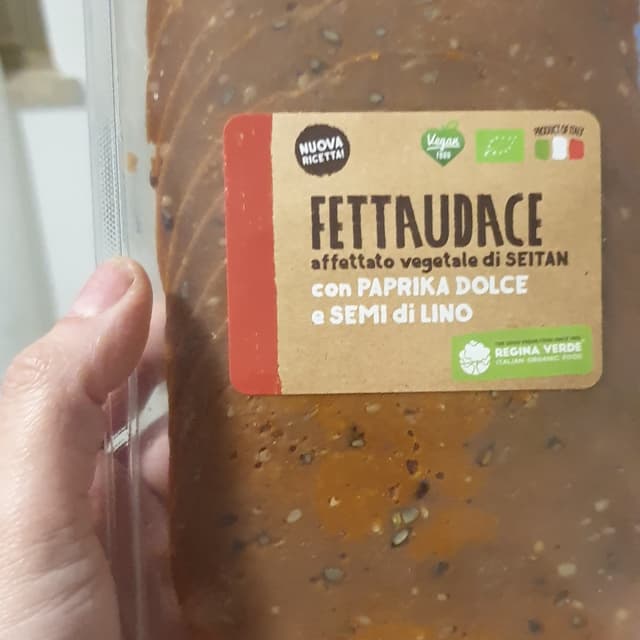 NUOVA
RICETTA!
Vegan
FOOD
PRODUCT OF ITALY
FETTAUDACE
affettato vegetale di SEITAN
con PAPRIKA DOLCE
e SEMI di LINO
REGINA VERDE
ITALIAN ORGANIC FOOD